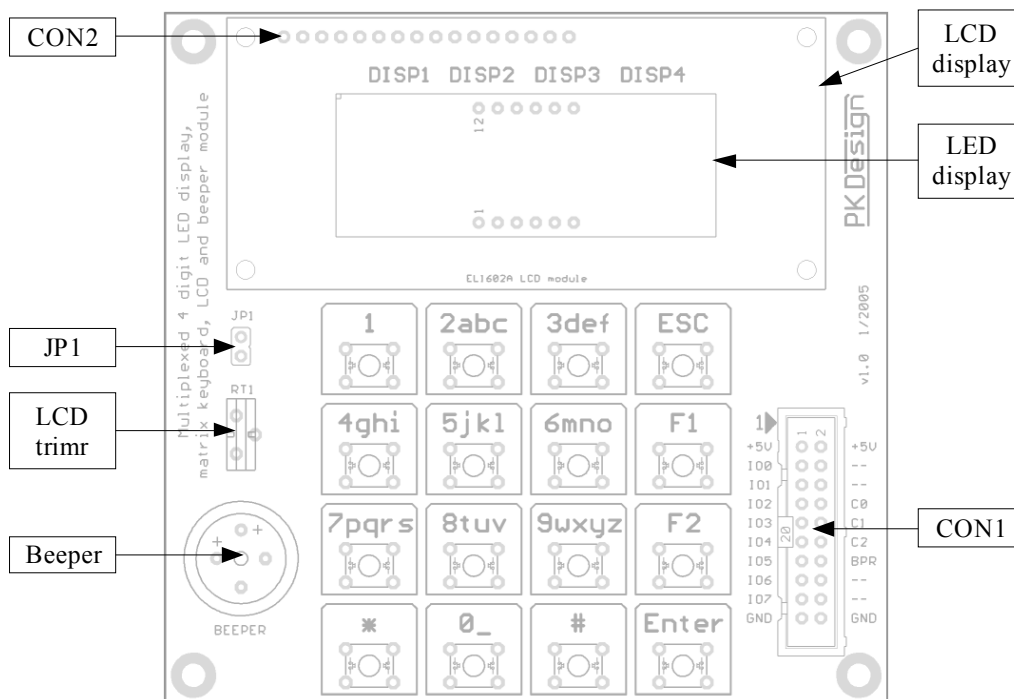 CON2
LCD
display
DISP1 DISP2 DISP3 DISP4
12
1
LED
display
PKDesign
EL1602A LCD module
Multiplexed 4 digit LED display,
matrix keyboard, LCD and beeper module
v1.0 1/2005
JP1
JP1
RT1
LCD
trimr
1 2abc 3def ESC
4ghi 5jkl 6mno F1
7pqrs 8tuv 9wxyz F2
* 0_ # Enter
1
1 2
+5V +5V
IO0 --
IO1 --
IO2 C0
IO3 C1
IO4 C2
IO5 BPR
IO6 --
IO7 --
GND GND
20
CON1
Beeper
+ +
BEEPER